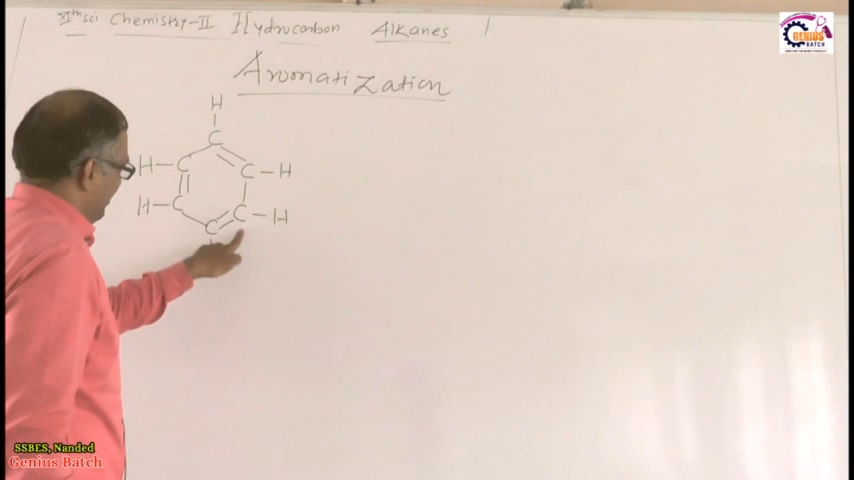 XIth sci Chemistry-II Hydrocarbon Alkanes
Aromatization
H
C
H-C C-H
H-C C-H
C
GENIUS
BATCH
SSBES, Nanded
Genius Batch